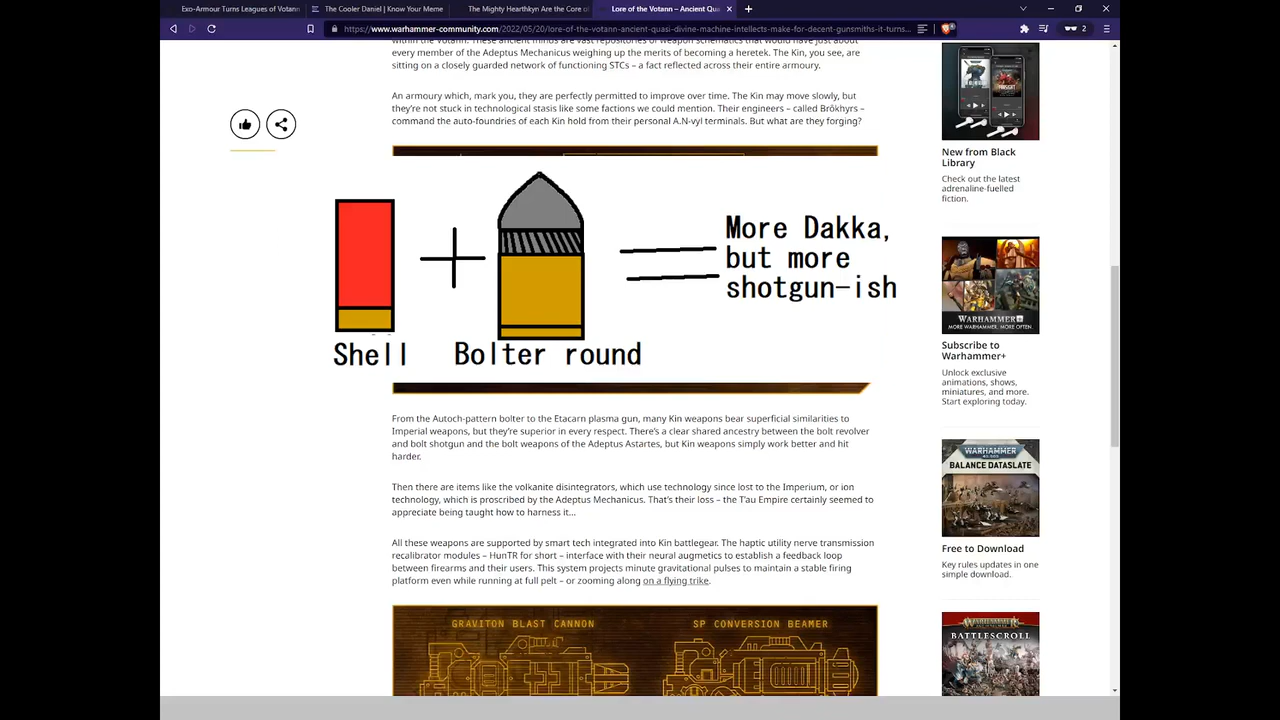 Exo-Armour Turns Leagues of Votann
The Cooler Daniel | Know Your Meme
The Mighty Hearthkyn Are the Core of
Lore of the Votann – Ancient Qua
https://www.warhammer-community.com/2022/05/20/lore-of-the-votann-ancient-quasi-divine-machine-intellects-make-for-decent-gunsmiths-it-turns...
2
within the Votann. These ancient minds are vast repositories of weapon schematics that would have just about
every member of the Adeptus Mechanicus weighing up the merits of becoming a heretek. The Kin, you see, are
sitting on a closely guarded network of functioning STCs – a fact reflected across their entire armoury.
An armoury which, mark you, they are perfectly permitted to improve over time. The Kin may move slowly, but
they're not stuck in technological stasis like some factions we could mention. Their engineers – called Brôkhyrs –
command the auto-foundries of each Kin hold from their personal A.N-vyl terminals. But what are they forging?
Shell
Bolter round
More Dakka,
but more
shotgun-ish
From the Autoch-pattern bolter to the Etacarn plasma gun, many Kin weapons bear superficial similarities to
Imperial weapons, but they're superior in every respect. There's a clear shared ancestry between the bolt revolver
and bolt shotgun and the bolt weapons of the Adeptus Astartes, but Kin weapons simply work better and hit
harder.
Then there are items like the volkanite disintegrators, which use technology since lost to the Imperium, or ion
technology, which is proscribed by the Adeptus Mechanicus. That's their loss – the T'au Empire certainly seemed to
appreciate being taught how to harness it...
All these weapons are supported by smart tech integrated into Kin battlegear. The haptic utility nerve transmission
recalibrator modules – HunTR for short – interface with their neural augmetics to establish a feedback loop
between firearms and their users. This system projects minute gravitational pulses to maintain a stable firing
platform even while running at full pelt – or zooming along on a flying trike.
GRAVITON BLAST CANNON
SP CONVERSION BEAMER
New from Black
Library
Check out the latest
adrenaline-fuelled
fiction.
WARHAMMER+
MORE WARHAMMER. MORE OFTEN.
Subscribe to
Warhammer+
Unlock exclusive
animations, shows,
miniatures, and more.
Start exploring today.
WARHAMMER
40,000
BALANCE DATASLATE
Free to Download
Key rules updates in one
simple download.
WARHAMMER
BATTLESCROLL